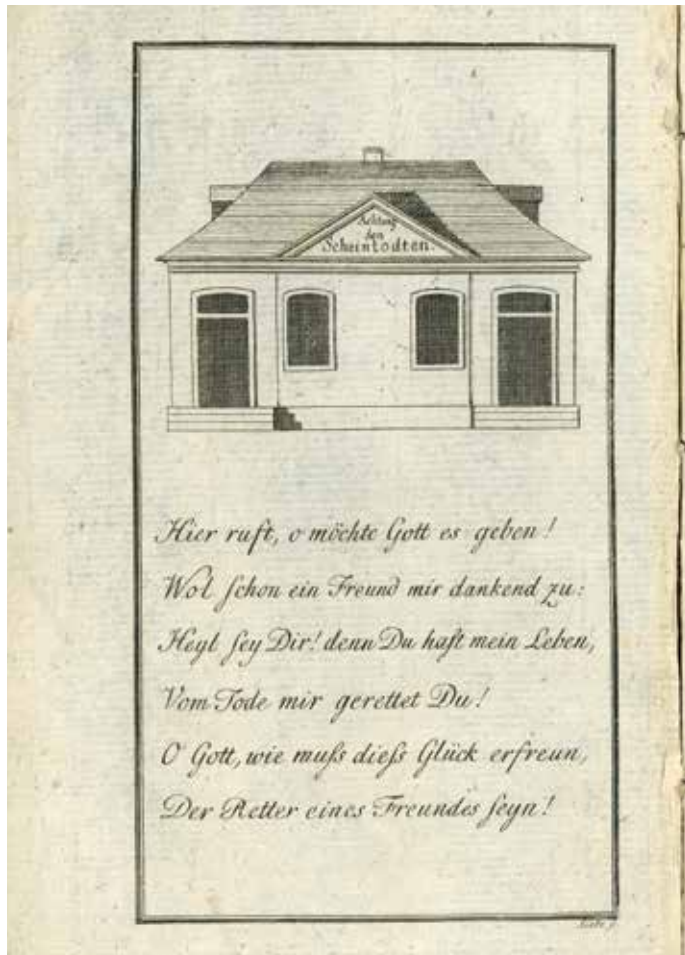 Achtung
den
Scheintodten.
Hier ruft, o möchte Gott es geben!
Wol ſchon ein Freund mir dankend zu:
Heyl ſey Dir! denn Du haſt mein Leben,
Vom Tode mir gerettet Du!
O Gott, wie muſs dieſs Glück erfreun,
Der Retter eines Freundes ſeyn!